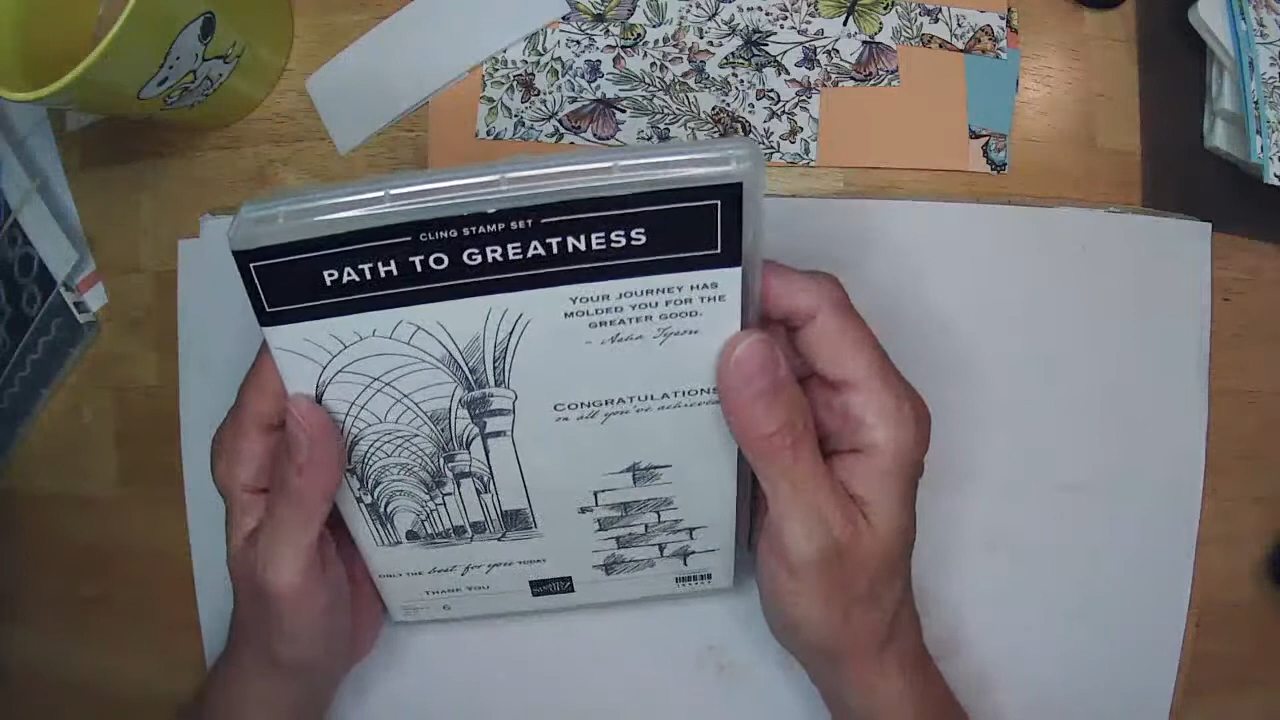 CLING STAMP SET
PATH TO GREATNESS
YOUR JOURNEY HAS
MOLDED YOU FOR THE
GREATER GOOD.
CONGRATULATIONS
on all you've achieved
ONLY THE best for you TODAY
THANK YOU
6